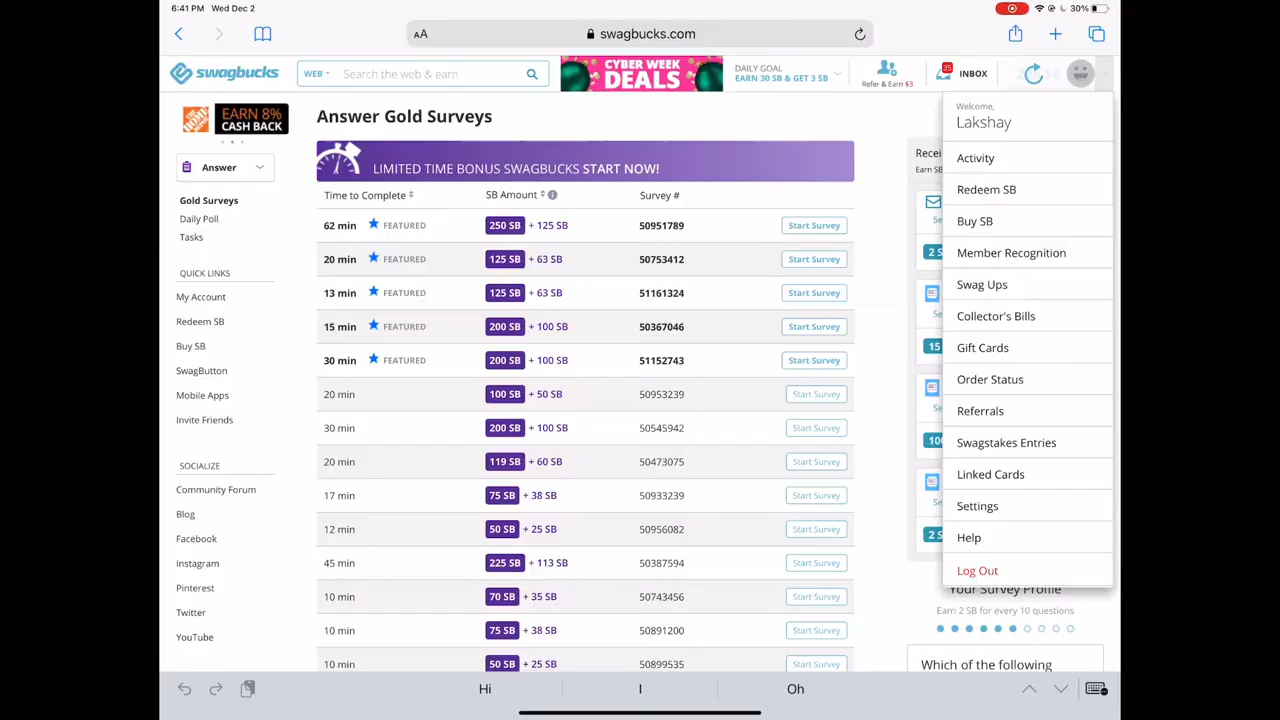 6:41 PM Wed Dec 2
30%
AA
swagbucks.com
swagbucks
WEB
Search the web & earn
CYBER WEEK
DEALS
DAILY GOAL
EARN 30 SB & GET 3 SB
Refer & Earn $3
35
INBOX
EARN 8%
CASH BACK
Answer
Gold Surveys
Daily Poll
Tasks
QUICK LINKS
My Account
Redeem SB
Buy SB
SwagButton
Mobile Apps
Invite Friends
SOCIALIZE
Community Forum
Blog
Facebook
Instagram
Pinterest
Twitter
YouTube
Answer Gold Surveys
LIMITED TIME BONUS SWAGBUCKS START NOW!
Time to Complete SB Amount Survey #
62 min FEATURED 250 SB + 125 SB 50951789 Start Survey
20 min FEATURED 125 SB + 63 SB 50753412 Start Survey
13 min FEATURED 125 SB + 63 SB 51161324 Start Survey
15 min FEATURED 200 SB + 100 SB 50367046 Start Survey
30 min FEATURED 200 SB + 100 SB 51152743 Start Survey
20 min 100 SB + 50 SB 50953239 Start Survey
30 min 200 SB + 100 SB 50545942 Start Survey
20 min 119 SB + 60 SB 50473075 Start Survey
17 min 75 SB + 38 SB 50933239 Start Survey
12 min 50 SB + 25 SB 50956082 Start Survey
45 min 225 SB + 113 SB 50387594 Start Survey
10 min 70 SB + 35 SB 50743456 Start Survey
10 min 75 SB + 38 SB 50891200 Start Survey
10 min 50 SB + 25 SB 50899535 Start Survey
Recei
Earn SB
Se
2 S
Se
15
Se
100
Se
2 S
Welcome,
Lakshay
Activity
Redeem SB
Buy SB
Member Recognition
Swag Ups
Collector's Bills
Gift Cards
Order Status
Referrals
Swagstakes Entries
Linked Cards
Settings
Help
Log Out
Your Survey Profile
Earn 2 SB for every 10 questions
Which of the following
Hi
I
Oh